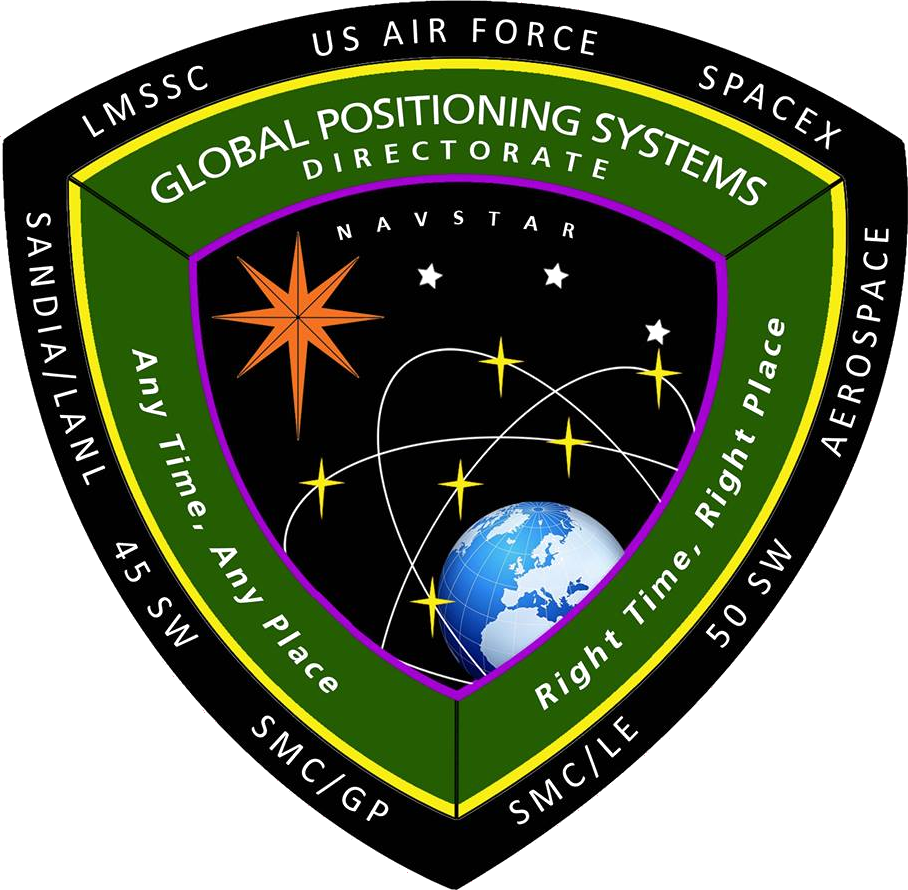 LMSSC
US AIR FORCE
SPACEX
GLOBAL POSITIONING SYSTEMS
DIRECTORATE
NAVSTAR
SANDIA/LANL
AEROSPACE
Any Time, Any Place
Right Time, Right Place
45 SW
50 SW
SMC/GP
SMC/LE